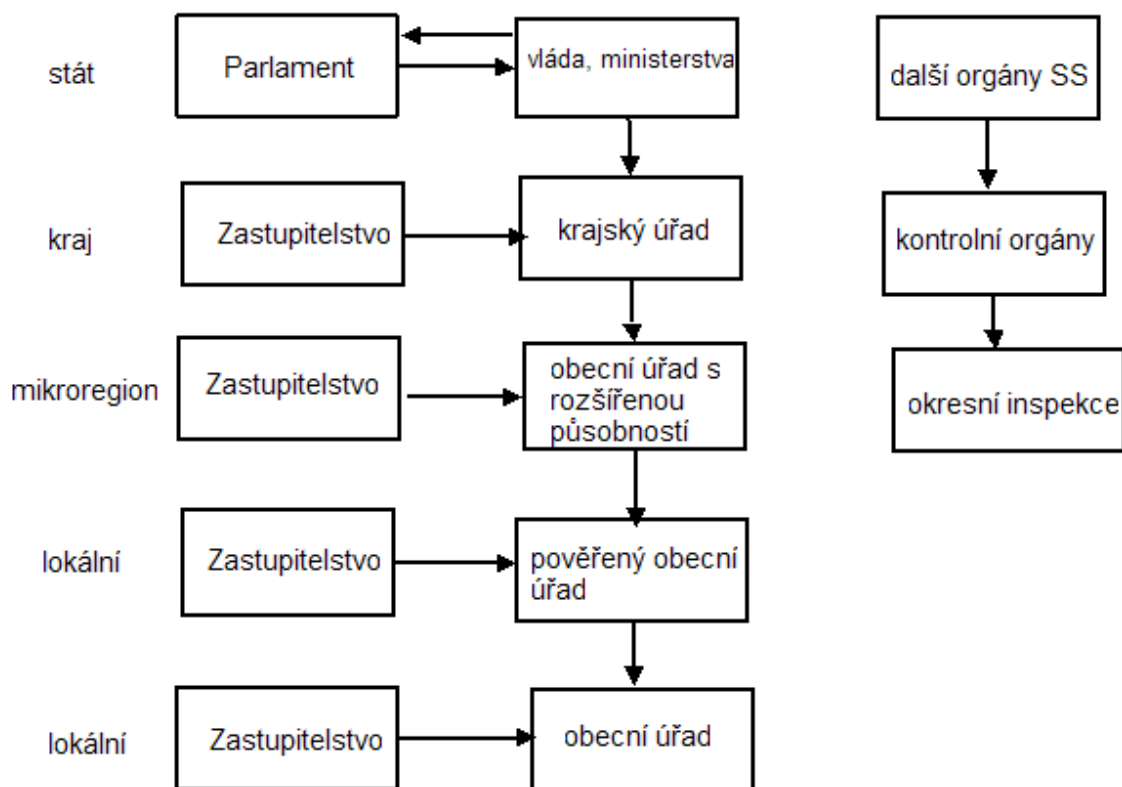 stát
Parlament
vláda, ministerstva
další orgány SS
kraj
Zastupitelstvo
krajský úřad
kontrolní orgány
mikroregion
Zastupitelstvo
obecní úřad s
rozšířenou
působností
okresní inspekce
lokální
Zastupitelstvo
pověřený obecní
úřad
lokální
Zastupitelstvo
obecní úřad